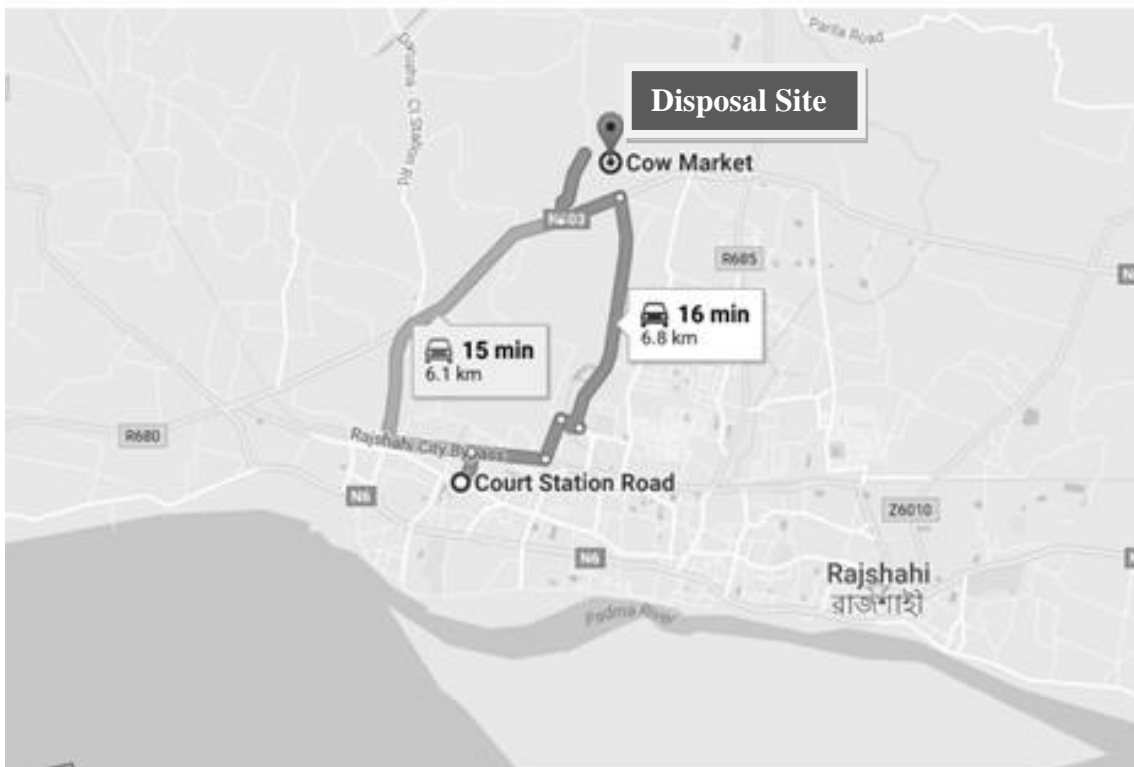 Parila Road
Disposal Site
Cow Market
R685
16 min
6.8 km
15 min
6.1 km
R680
Rajshahi City Bypass
Court Station Road
N6
Z6010
N6
Rajshahi
রাজশাহী
Padma River